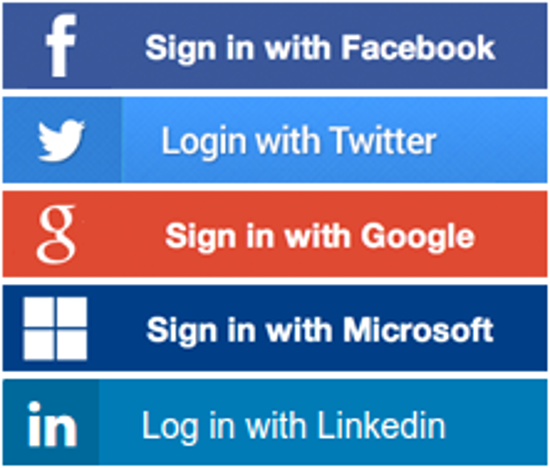 f Sign in with Facebook
Login with Twitter
g Sign in with Google
Sign in with Microsoft
in Log in with Linkedin